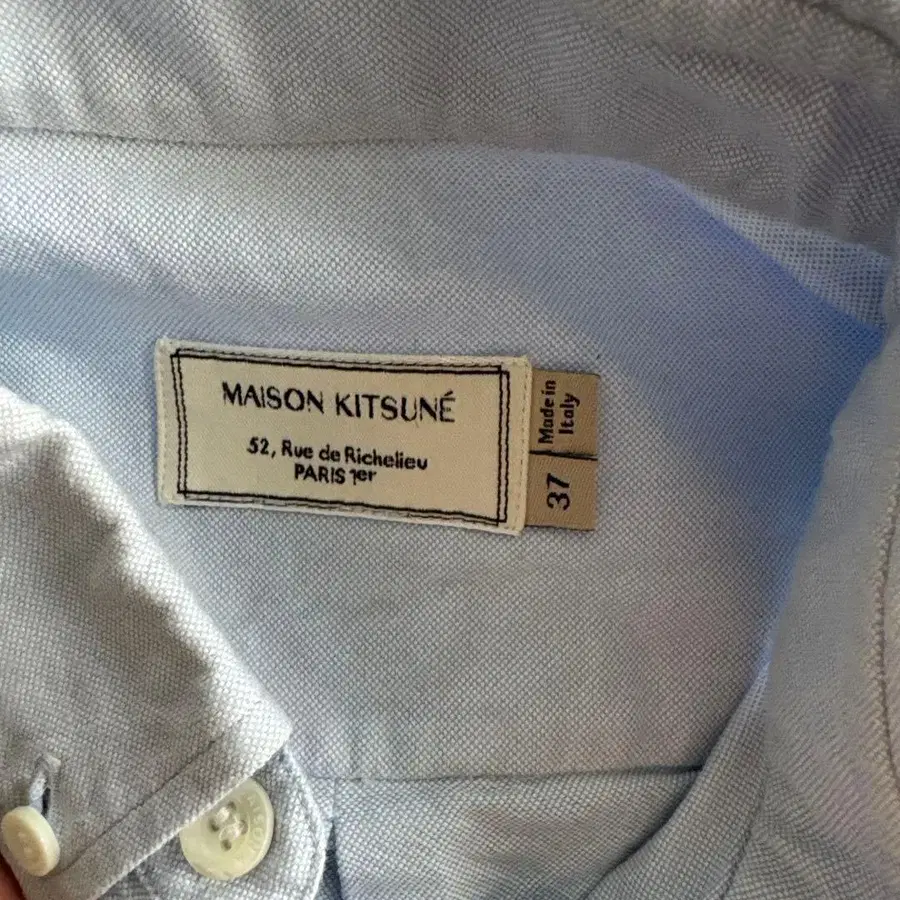 MAISON KITSUNÉ
52, Rue de Richelieu
PARIS 1er
Made in
Italy
37